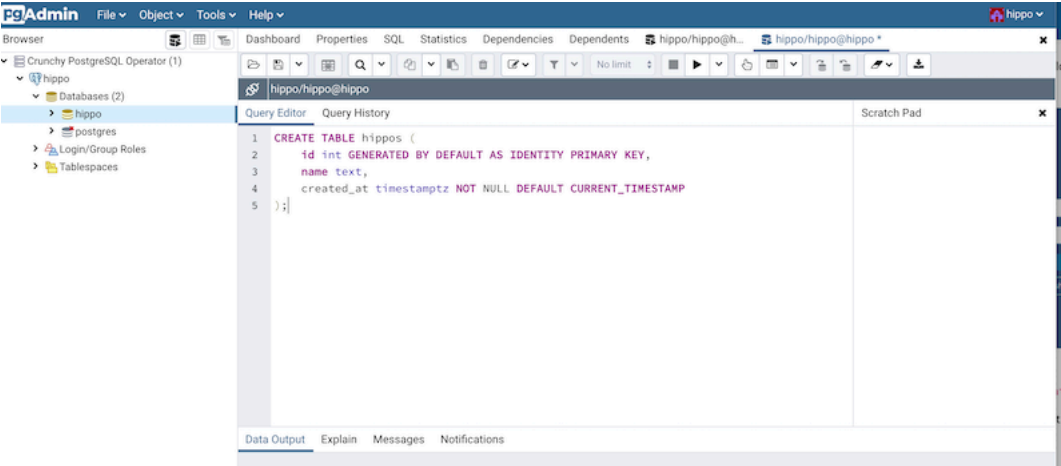 pgAdmin File Object Tools Help hippo
Browser
Dashboard Properties SQL Statistics Dependencies Dependents hippo/hippo@h... hippo/hippo@hippo *
Crunchy PostgreSQL Operator (1)
hippo
Databases (2)
hippo
postgres
Login/Group Roles
Tablespaces
No limit
hippo/hippo@hippo
Query Editor Query History
Scratch Pad
1 CREATE TABLE hippos (
2 id int GENERATED BY DEFAULT AS IDENTITY PRIMARY KEY,
3 name text,
4 created_at timestamptz NOT NULL DEFAULT CURRENT_TIMESTAMP
5 );
Data Output Explain Messages Notifications